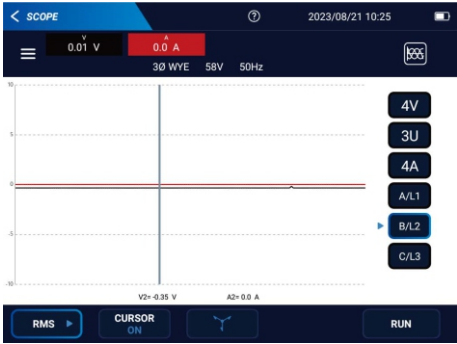 SCOPE
?
2023/08/21 10:25
V
0.01 V
A
0.0 A
3Ø WYE 58V 50Hz
10
5
0
-5
-10
4V
3U
4A
A/L1
B/L2
C/L3
V2= -0.35 V A2= 0.0 A
RMS
CURSOR
ON
RUN